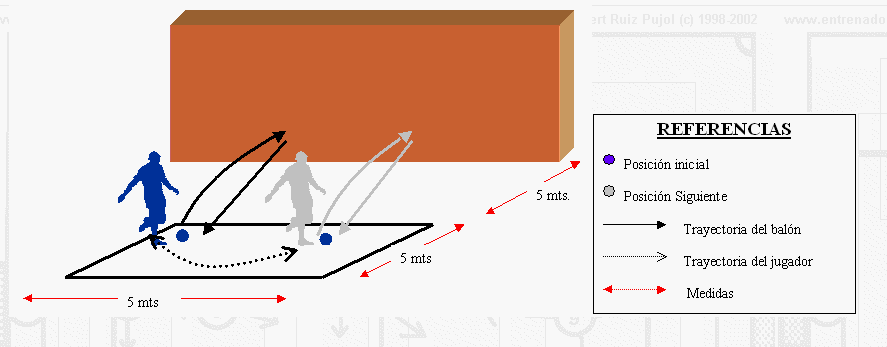 ert Ruiz Pujol (c) 1998-2002
www.entrenado
REFERENCIAS
Posición inicial
Posición Siguiente
Trayectoria del balón
Trayectoria del jugador
Medidas
5 mts.
5 mts
5 mts